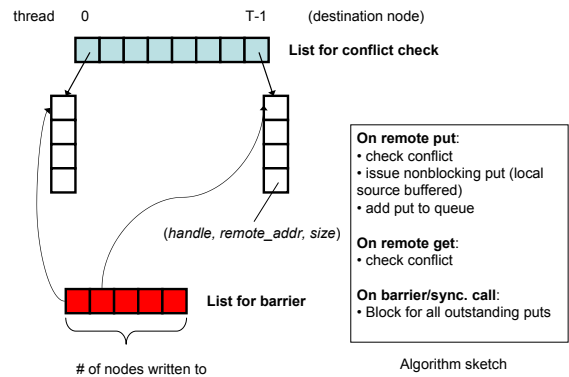 thread 0 T-1 (destination node)
List for conflict check
(handle, remote_addr, size)
List for barrier
# of nodes written to
On remote put:
• check conflict
• issue nonblocking put (local
source buffered)
• add put to queue
On remote get:
• check conflict
On barrier/sync. call:
• Block for all outstanding puts
Algorithm sketch